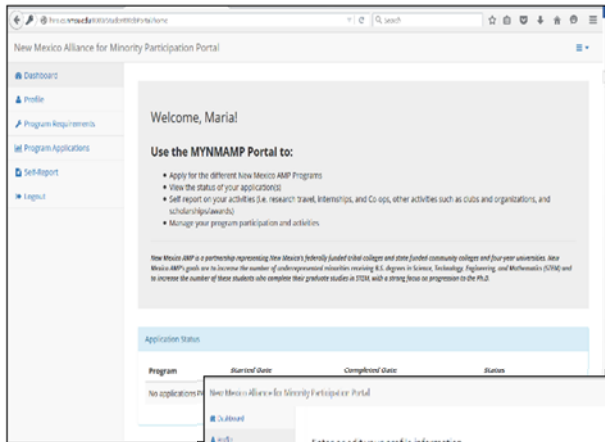 Search
New Mexico Alliance for Minority Participation Portal
Dashboard
Profile
Program Requirements
Program Applications
Self-Report
Logout
Welcome, Maria!
Use the MYNMAMP Portal to:
Apply for the different New Mexico AMP Programs
View the status of your application(s)
Self report on your activities (i.e. research travel, internships, and Co-ops, other activities such as clubs and organizations, and
scholarships/awards)
Manage your program participation and activities
New Mexico AMP is a partnership representing New Mexico's federally funded tribal colleges and state funded community colleges and four-year universities. New
Mexico AMP's goals are to increase the number of underrepresented minorities receiving B.S. degrees in Science, Technology, Engineering, and Mathematics (STEM) and
to increase the number of these students who complete their graduate studies in STEM, with a strong focus on progression to the Ph.D.
Application Status
Program Started Date Completed Date Status
No applications
New Mexico Alliance for Minority Participation Portal
Dashboard
Profile